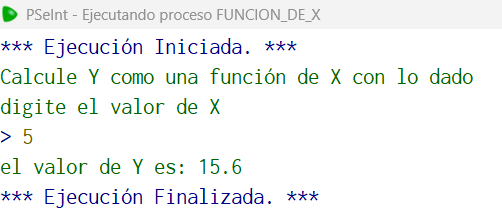 PSeInt - Ejecutando proceso FUNCION_DE_X
*** Ejecución Iniciada. ***
Calcule Y como una función de X con lo dado
digite el valor de X
> 5
el valor de Y es: 15.6
*** Ejecución Finalizada. ***